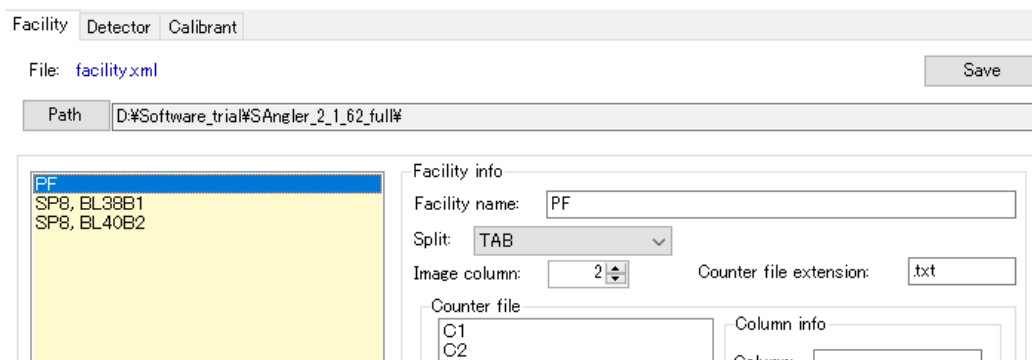 Facility Detector Calibrant
File: facility.xml Save
Path D:¥Software_trial¥SAngler_2_1_62_full¥
PF
SP8, BL38B1
SP8, BL40B2
Facility info
Facility name: PF
Split: TAB
Image column: 2 Counter file extension: .txt
Counter file
C1
C2
Column info
Column: